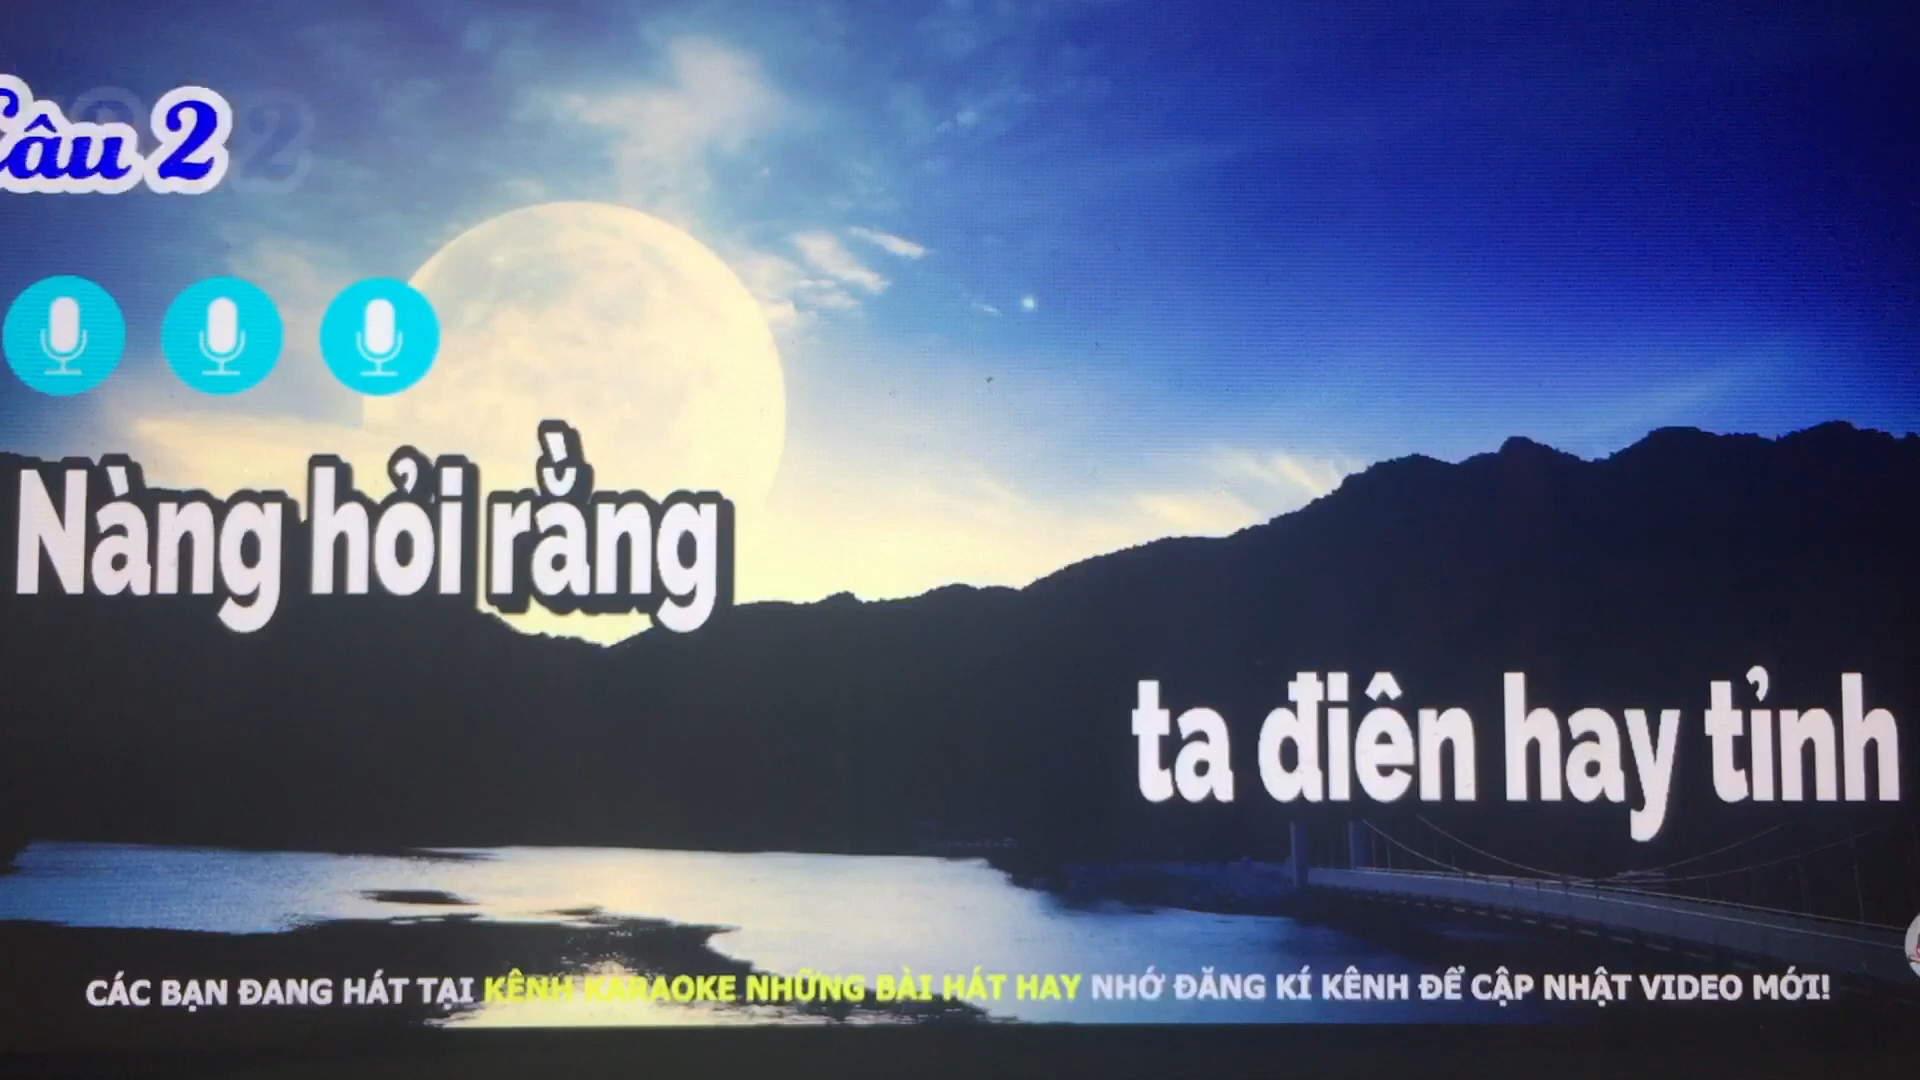 Câu 2
Nàng hỏi rằng
ta điên hay tỉnh
CÁC BẠN ĐANG HÁT TẠI KÊNH KARAOKE NHỮNG BÀI HÁT HAY NHỚ ĐĂNG KÍ KÊNH ĐỂ CẬP NHẬT VIDEO MỚI!